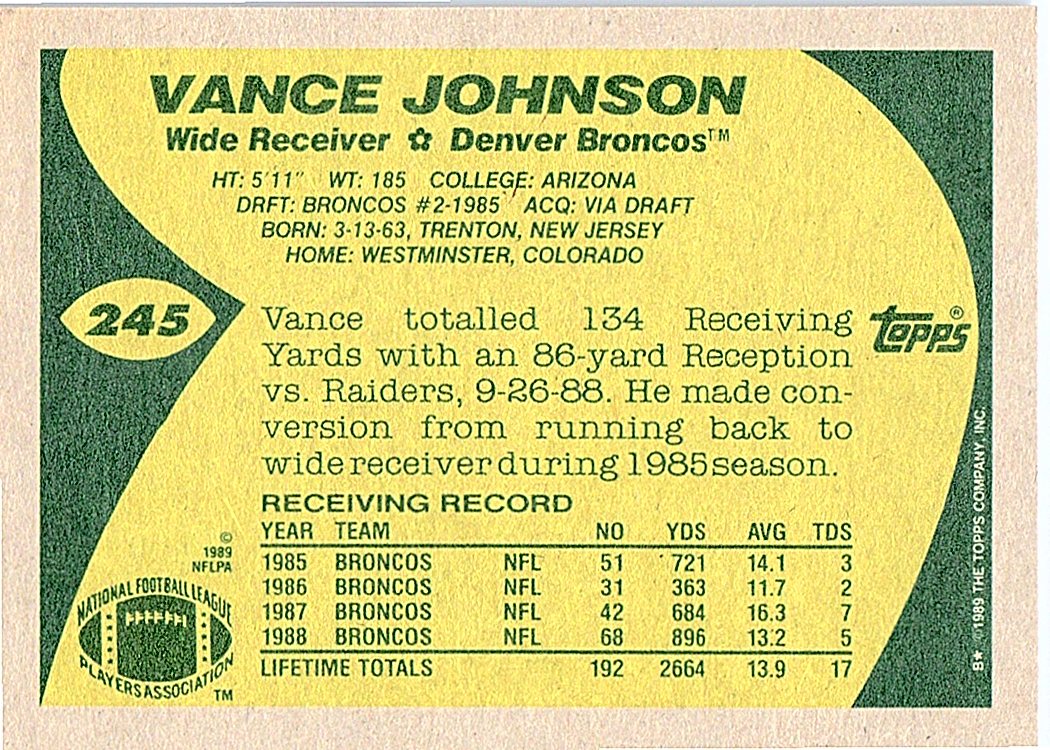 VANCE JOHNSON
Wide Receiver ✿ Denver Broncos™
HT: 5'11" WT: 185 COLLEGE: ARIZONA
DRFT: BRONCOS #2-1985 ACQ: VIA DRAFT
BORN: 3-13-63, TRENTON, NEW JERSEY
HOME: WESTMINSTER, COLORADO
245
Vance totalled 134 Receiving
Yards with an 86-yard Reception
vs. Raiders, 9-26-88. He made con-
version from running back to
wide receiver during 1985 season.
topps®
RECEIVING RECORD
YEAR TEAM NO YDS AVG TDS
1985 BRONCOS NFL 51 721 14.1 3
1986 BRONCOS NFL 31 363 11.7 2
1987 BRONCOS NFL 42 684 16.3 7
1988 BRONCOS NFL 68 896 13.2 5
LIFETIME TOTALS 192 2664 13.9 17
©
1989
NFLPA
NATIONAL FOOTBALL LEAGUE
PLAYERS ASSOCIATION
TM
B★ ©1989 THE TOPPS COMPANY, INC.